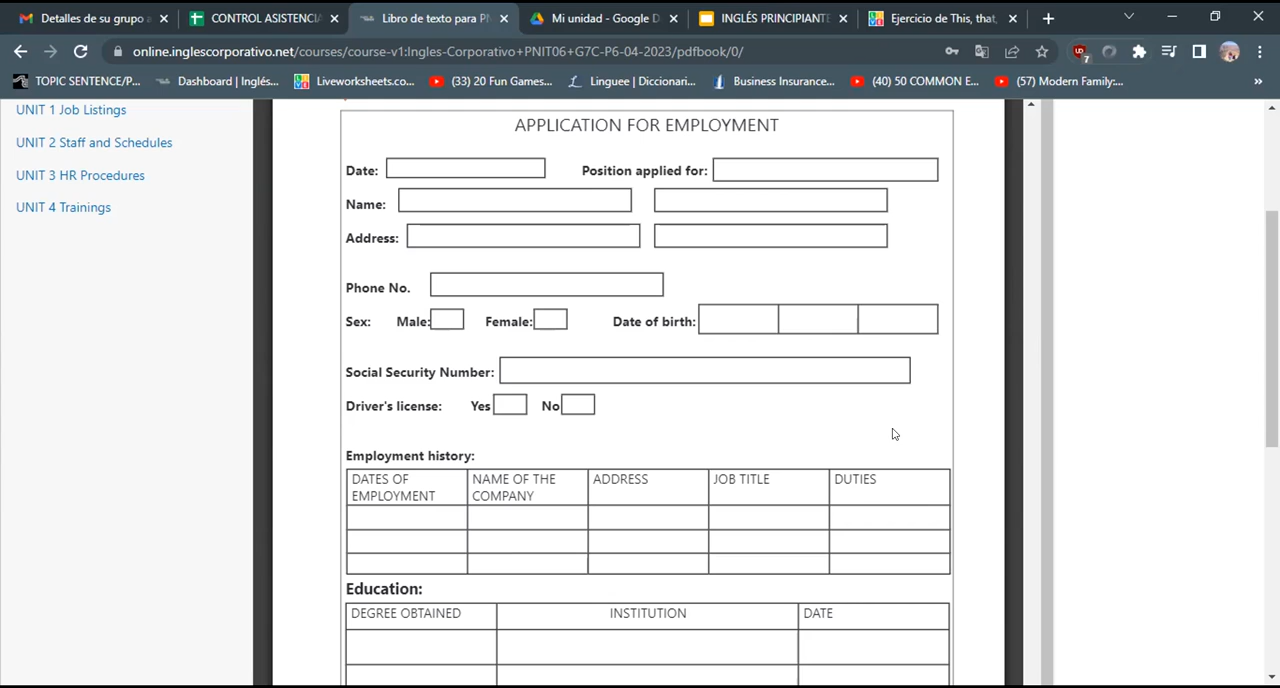 Detalles de su grupo a
CONTROL ASISTENCIA
Libro de texto para PN
Mi unidad - Google D
INGLÉS PRINCIPIANTE
Ejercicio de This, that,
online.inglescorporativo.net/courses/course-v1:Ingles-Corporativo+PNIT06+G7C-P6-04-2023/pdfbook/0/
7
TOPIC SENTENCE/P...
Dashboard | Inglés...
Liveworksheets.co...
(33) 20 Fun Games...
Linguee | Diccionari...
Business Insurance...
(40) 50 COMMON E...
(57) Modern Family:...
»
UNIT 1 Job Listings
UNIT 2 Staff and Schedules
UNIT 3 HR Procedures
UNIT 4 Trainings
APPLICATION FOR EMPLOYMENT
Date: Position applied for:
Name:
Address:
Phone No.
Sex: Male: Female: Date of birth:
Social Security Number:
Driver's license: Yes No
Employment history:
DATES OF EMPLOYMENT
NAME OF THE COMPANY
ADDRESS
JOB TITLE
DUTIES
Education:
DEGREE OBTAINED
INSTITUTION
DATE